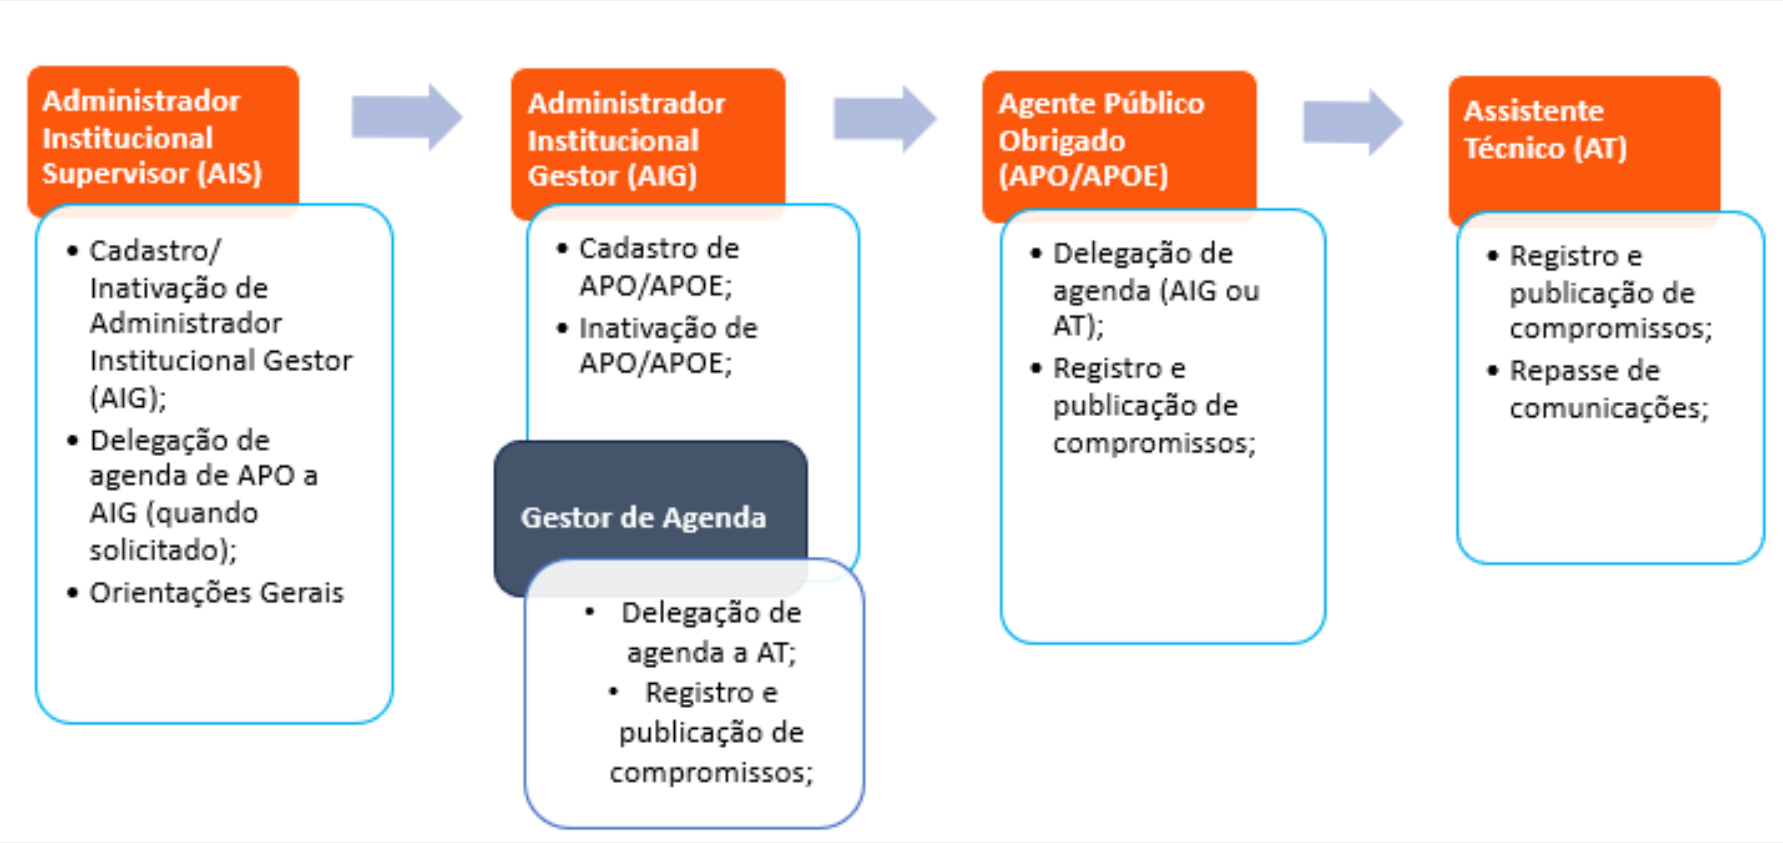 Administrador
Institucional
Supervisor (AIS)
• Cadastro/
Inativação de
Administrador
Institucional Gestor
(AIG);
• Delegação de
agenda de APO a
AIG (quando
solicitado);
• Orientações Gerais
Administrador
Institucional
Gestor (AIG)
• Cadastro de
APO/APOE;
• Inativação de
APO/APOE;
Gestor de Agenda
• Delegação de
agenda a AT;
• Registro e
publicação de
compromissos;
Agente Público
Obrigado
(APO/APOE)
• Delegação de
agenda (AIG ou
AT);
• Registro e
publicação de
compromissos;
Assistente
Técnico (AT)
• Registro e
publicação de
compromissos;
• Repasse de
comunicações;